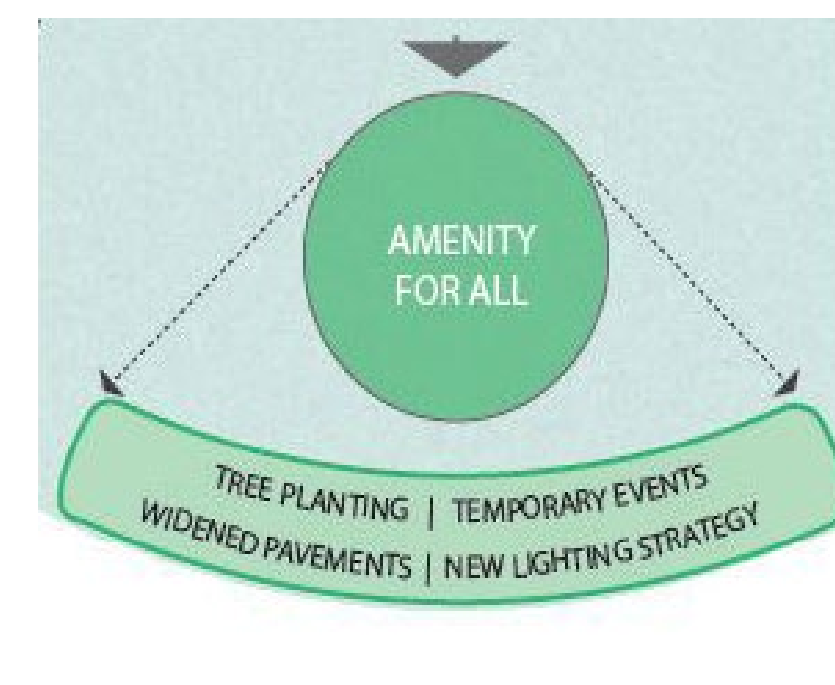 AMENITY
FOR ALL
TREE PLANTING | TEMPORARY EVENTS
WIDENED PAVEMENTS | NEW LIGHTING STRATEGY